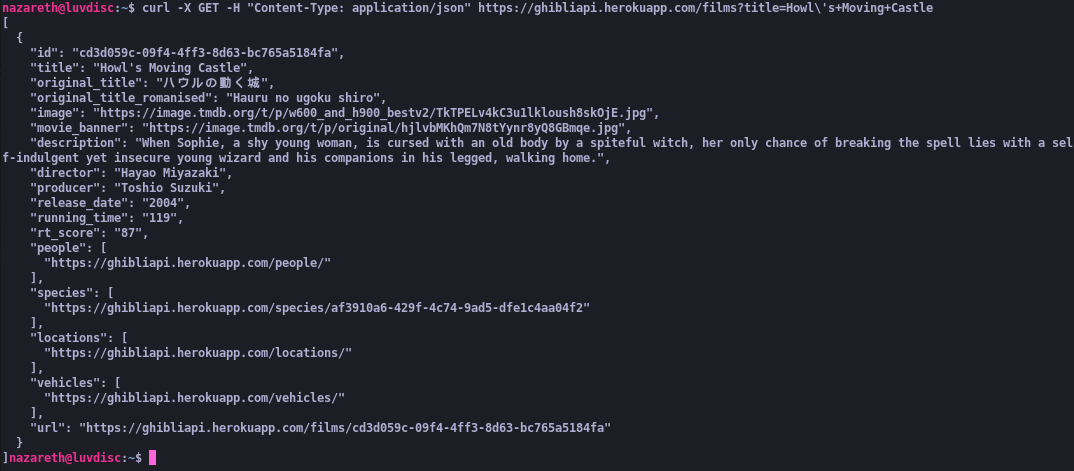 nazareth@luvdisc:~$ curl -X GET -H "Content-Type: application/json" https://ghibliapi.herokuapp.com/films?title=Howl\'s+Moving+Castle
[
  {
    "id": "cd3d059c-09f4-4ff3-8d63-bc765a5184fa",
    "title": "Howl's Moving Castle",
    "original_title": "ハウルの動く城",
    "original_title_romanised": "Hauru no ugoku shiro",
    "image": "https://image.tmdb.org/t/p/w600_and_h900_bestv2/TkTPELv4kC3u1lkloush8skOjE.jpg",
    "movie_banner": "https://image.tmdb.org/t/p/original/hjlvbMKhQm7N8tYynr8yQ8GBmqe.jpg",
    "description": "When Sophie, a shy young woman, is cursed with an old body by a spiteful witch, her only chance of breaking the spell lies with a sel
f-indulgent yet insecure young wizard and his companions in his legged, walking home.",
    "director": "Hayao Miyazaki",
    "producer": "Toshio Suzuki",
    "release_date": "2004",
    "running_time": "119",
    "rt_score": "87",
    "people": [
      "https://ghibliapi.herokuapp.com/people/"
    ],
    "species": [
      "https://ghibliapi.herokuapp.com/species/af3910a6-429f-4c74-9ad5-dfe1c4aa04f2"
    ],
    "locations": [
      "https://ghibliapi.herokuapp.com/locations/"
    ],
    "vehicles": [
      "https://ghibliapi.herokuapp.com/vehicles/"
    ],
    "url": "https://ghibliapi.herokuapp.com/films/cd3d059c-09f4-4ff3-8d63-bc765a5184fa"
  }
]nazareth@luvdisc:~$